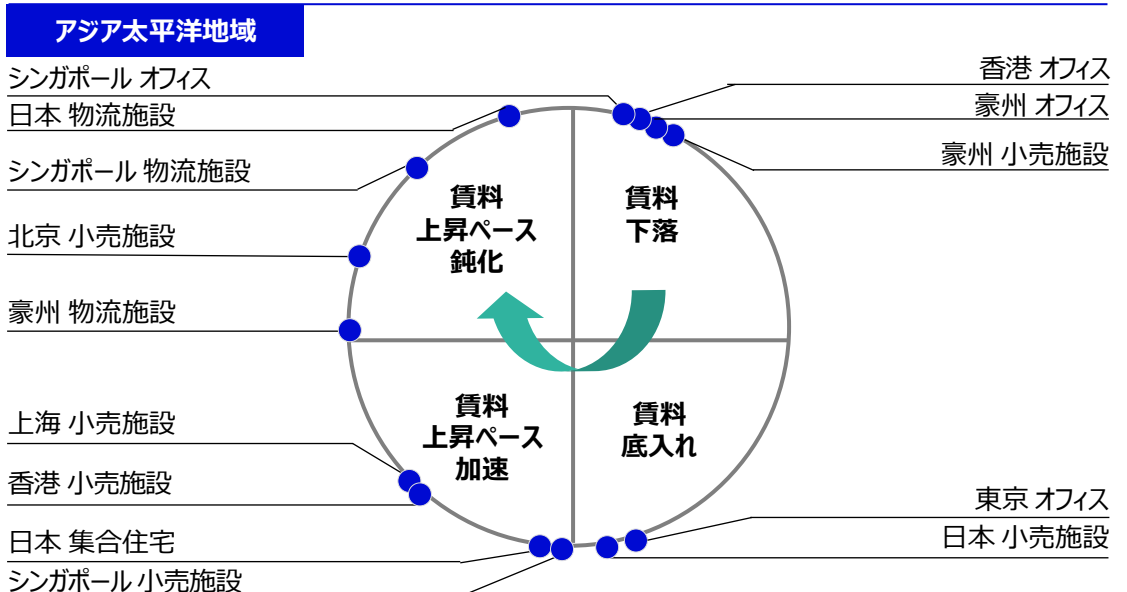 アジア太平洋地域
シンガポール オフィス
日本 物流施設
シンガポール 物流施設
北京 小売施設
豪州 物流施設
上海 小売施設
香港 小売施設
日本 集合住宅
シンガポール 小売施設
賃料
上昇ペース
鈍化
賃料
下落
賃料
上昇ペース
加速
賃料
底入れ
香港 オフィス
豪州 オフィス
豪州 小売施設
東京 オフィス
日本 小売施設